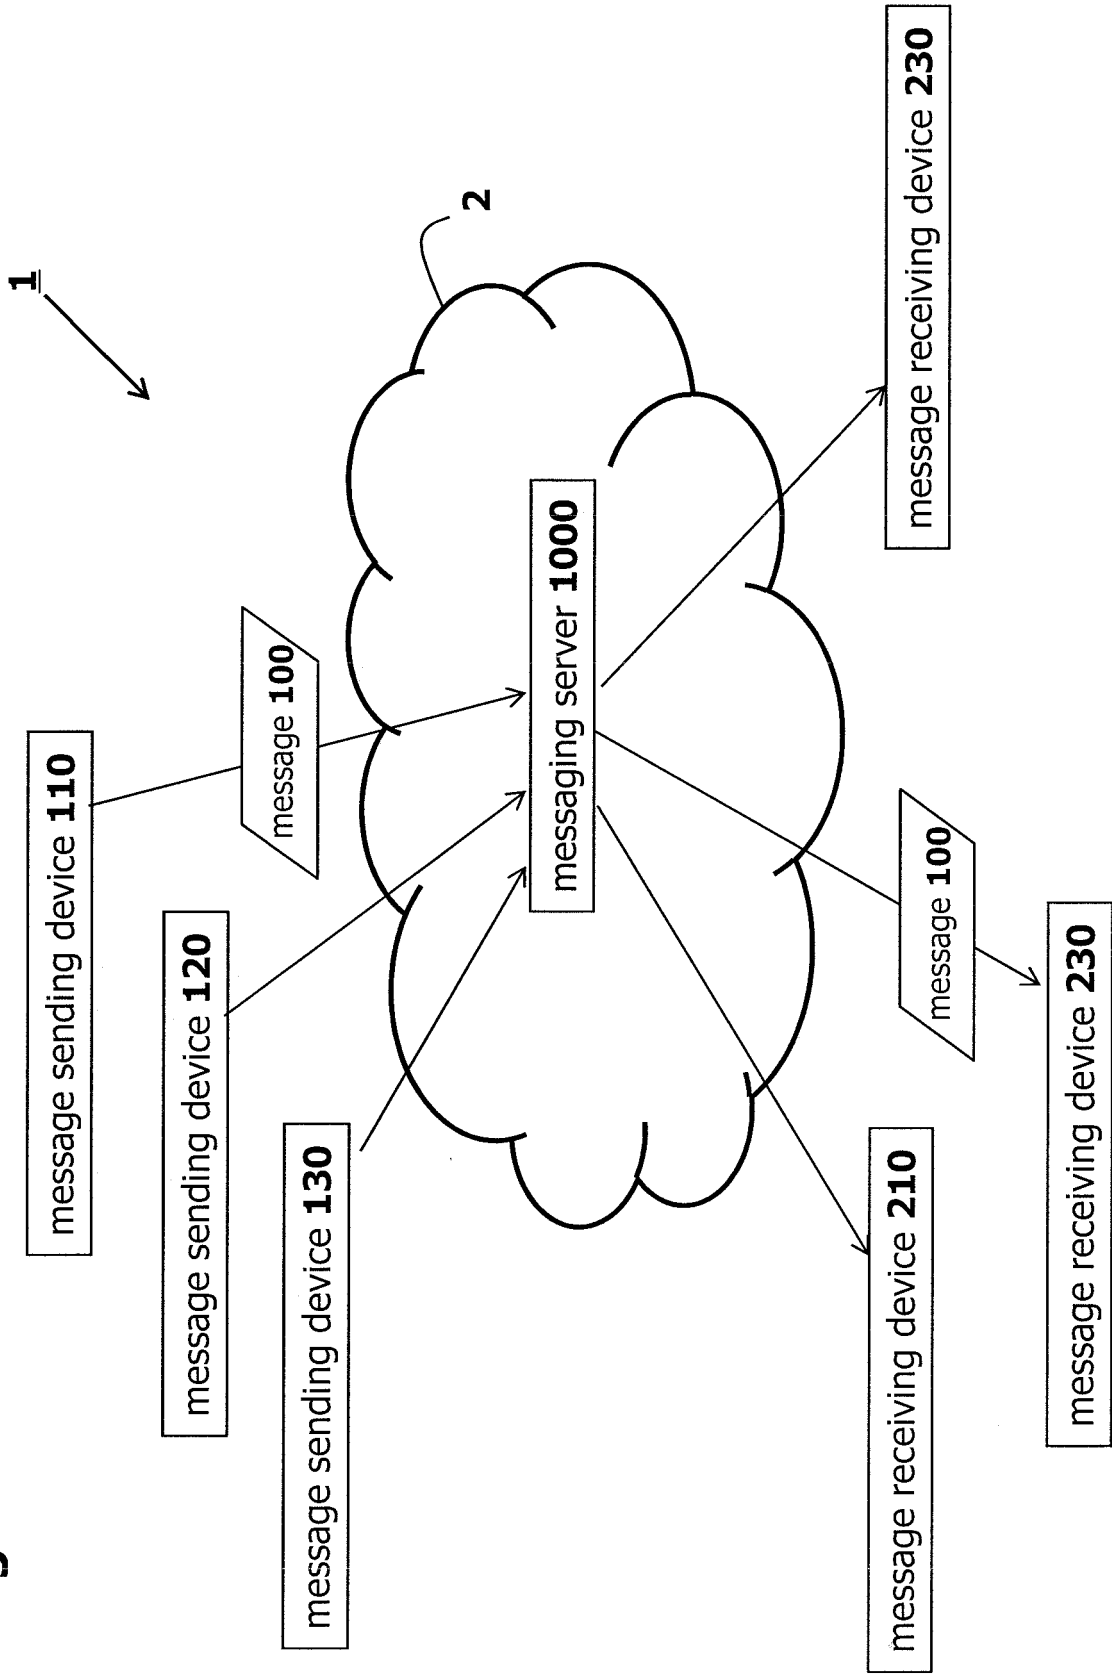 1
message sending device 110
message sending device 120
message 100
message sending device 130
2
messaging server 1000
message receiving device 210
message receiving device 230
message 100
message receiving device 230